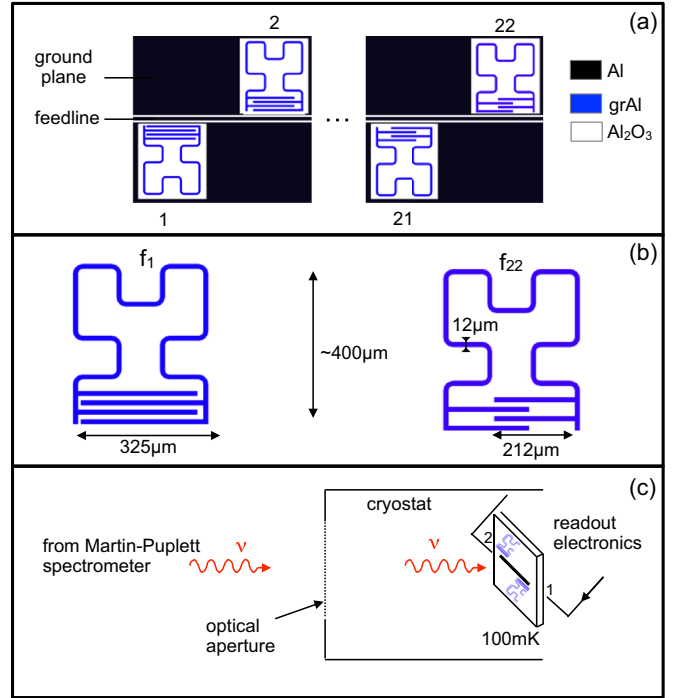 (a)
2
22
ground
plane
feedline
...
Al
grAl
Al₂O₃
1
21
(b)
f₁
f₂₂
12μm
~400μm
325μm
212μm
(c)
cryostat
from Martin-Puplett
spectrometer
ν
ν
2
readout
electronics
1
optical
aperture
100mK